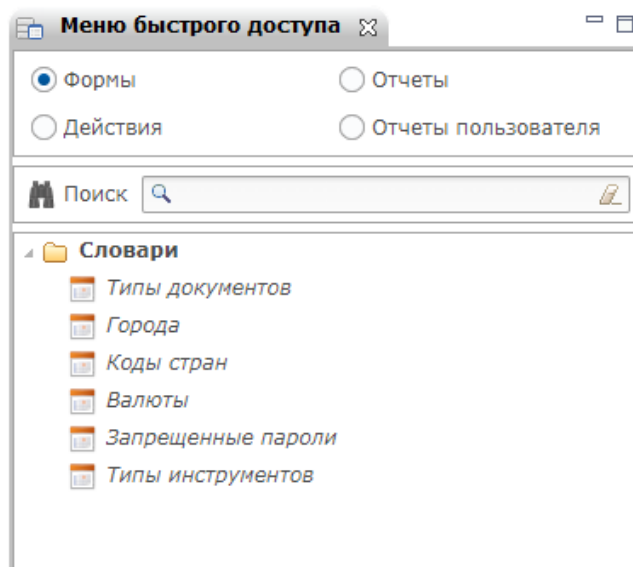 Меню быстрого доступа
Формы Отчеты
Действия Отчеты пользователя
Поиск
Словари
Типы документов
Города
Коды стран
Валюты
Запрещенные пароли
Типы инструментов